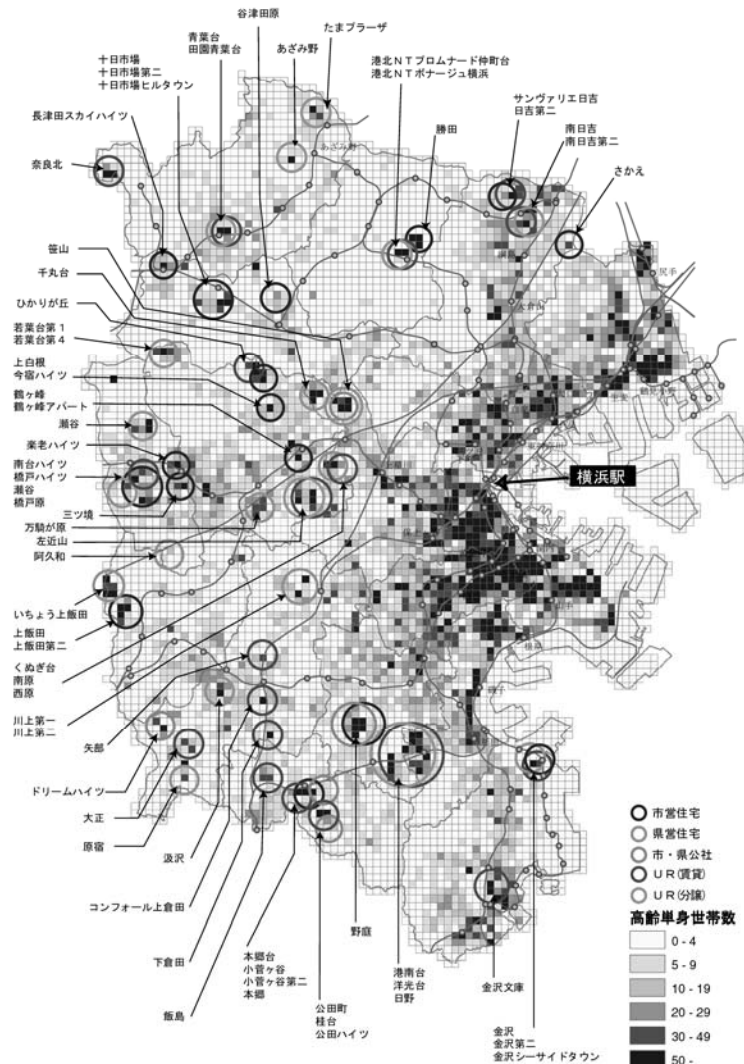 谷津田原
たまプラーザ
青葉台
田園青葉台
あざみ野
港北NTプロムナード仲町台
港北NTボナージュ横浜
十日市場
十日市場第二
十日市場ヒルタウン
サンヴァリエ日吉
日吉第二
長津田スカイハイツ
勝田
南日吉
南日吉第二
奈良北
さかえ
あざみ野
笹山
千丸台
ひかりが丘
尻手
大倉山
若葉台第1
若葉台第4
上白根
今宿ハイツ
鶴ヶ峰
鶴ヶ峰アパート
瀬谷
楽老ハイツ
南台ハイツ
橋戸ハイツ
瀬谷
橋戸原
横浜駅
三ツ境
万騎が原
左近山
阿久和
いちょう上飯田
上飯田
上飯田第二
くぬぎ台
南原
西原
根岸
磯子
川上第一
川上第二
矢部
ドリームハイツ
大正
原宿
汲沢
コンフォール上倉田
下倉田
飯島
本郷台
小菅ヶ谷
小菅ヶ谷第二
本郷
公田町
桂台
公田ハイツ
野庭
港南台
洋光台
日野
金沢文庫
金沢
金沢第二
金沢シーサイドタウン
市営住宅
県営住宅
市・県公社
UR(賃貸)
UR(分譲)
高齢単身世帯数
0 - 4
5 - 9
10 - 19
20 - 29
30 - 49
50 -